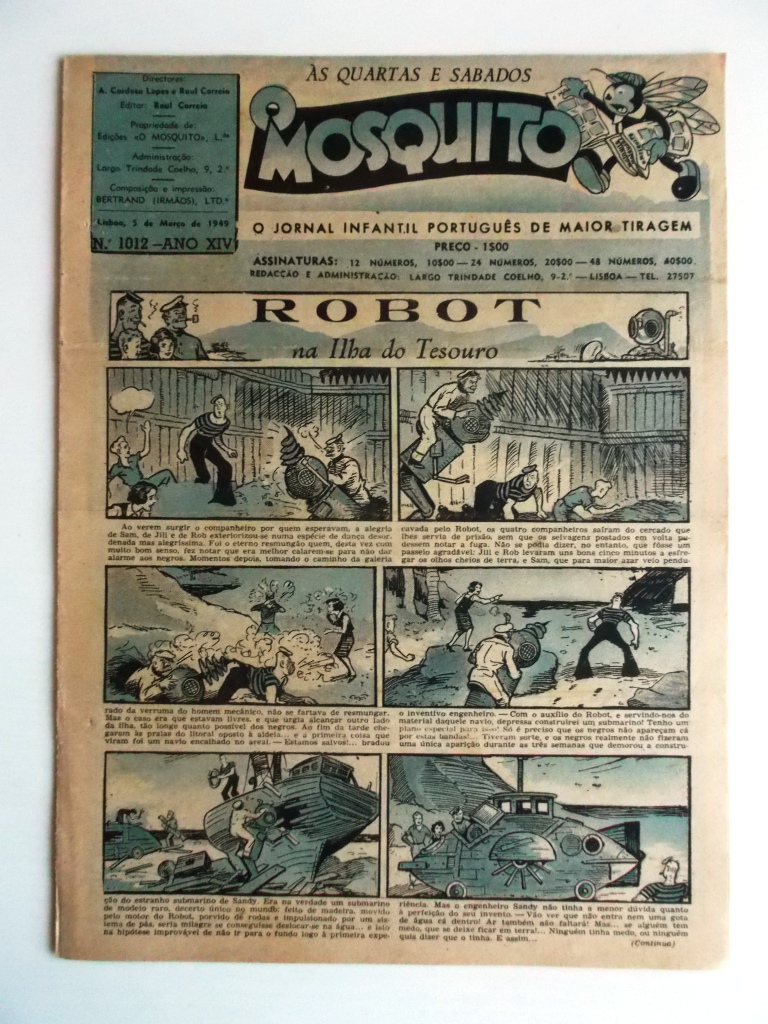 Directores:
A. Cardoso Lopes e Raul Correia
Editor: Raul Correia
Propriedade de:
Edições «O MOSQUITO», L.da
Administração:
Largo Trindade Coelho, 9, 2.º
Composição e impressão:
BERTRAND (IRMÃOS), LTD.ª
Lisboa, 5 de Março de 1949
N.º 1012 — ANO XIV
ÀS QUARTAS E SABADOS
O MOSQUITO
O JORNAL INFANTIL PORTUGUÊS DE MAIOR TIRAGEM
PREÇO - 1$00
ASSINATURAS: 12 NÚMEROS, 10$00 — 24 NÚMEROS, 20$00 — 48 NÚMEROS, 40$00
REDACÇÃO E ADMINISTRAÇÃO: LARGO TRINDADE COELHO, 9-2.º — LISBOA — TEL. 27507
ROBOT
na Ilha do Tesouro
Ao verem surgir o companheiro por quem esperavam, a alegria
de Sam, de Jill e de Rob exteriorizou-se numa espécie de dança desor-
denada mas alegríssima. Foi o eterno resmungão quem, desta vez com
muito bom senso, fez notar que era melhor calarem-se para não dar
alarme aos negros. Momentos depois, tomando o caminho da galeria
cavada pelo Robot, os quatro companheiros saíram do cercado que
lhes servia de prisão, sem que os selvagens postados em volta pu-
dessem notar a fuga. Não se podia dizer, no entanto, que fôsse um
passeio agradável: Jill e Rob levaram uns bons cinco minutos a esfre-
gar os olhos cheios de terra, e Sam, que para maior azar veio pendu-
rado da verruma do homem mecânico, não se fartava de resmungar.
Mas o caso era que estavam livres, e que urgia alcançar outro lado
da ilha, tão longe quanto possível dos negros. Ao fim da tarde che-
garam às praias do litoral oposto à aldeia... e a primeira coisa que
viram foi um navio encalhado no areal. — Estamos salvos!... bradou
o inventivo engenheiro. — Com o auxílio do Robot, e servindo-nos do
material daquele navio, depressa construirei um submarino! Tenho um
plano especial para isso! Só é preciso que os negros não apareçam cá
por estas bandas!... Tiveram sorte, e os negros realmente não fizeram
uma única aparição durante as três semanas que demorou a constru-
ção do estranho submarino de Sandy. Era na verdade um submarino
de modelo raro, decerto único no mundo: feito de madeira, movido
pelo motor do Robot, porvido de rodas e impulsionado por um sis-
tema de pás, seria milagre se conseguisse deslocar-se na água... e isto
na hipótese improvável de não ir para o fundo logo à primeira expe-
riência. Mas o engenheiro Sandy não tinha a menor dúvida quanto
à perfeição do seu invento. — Vão ver que não entra nem uma gota
de água cá dentro! Ar também não faltará! Mas... se alguém tem
medo, que se deixe ficar em terra!... Ninguém tinha medo, ou ninguém
quis dizer que o tinha. E assim...
(Continua)